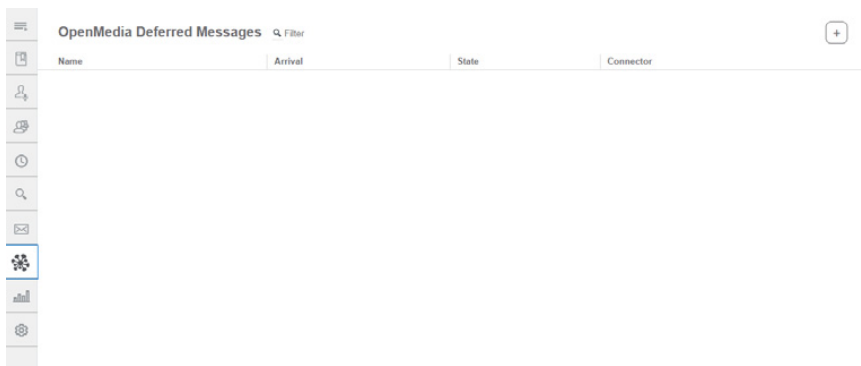 OpenMedia Deferred Messages Filter
Name Arrival State Connector